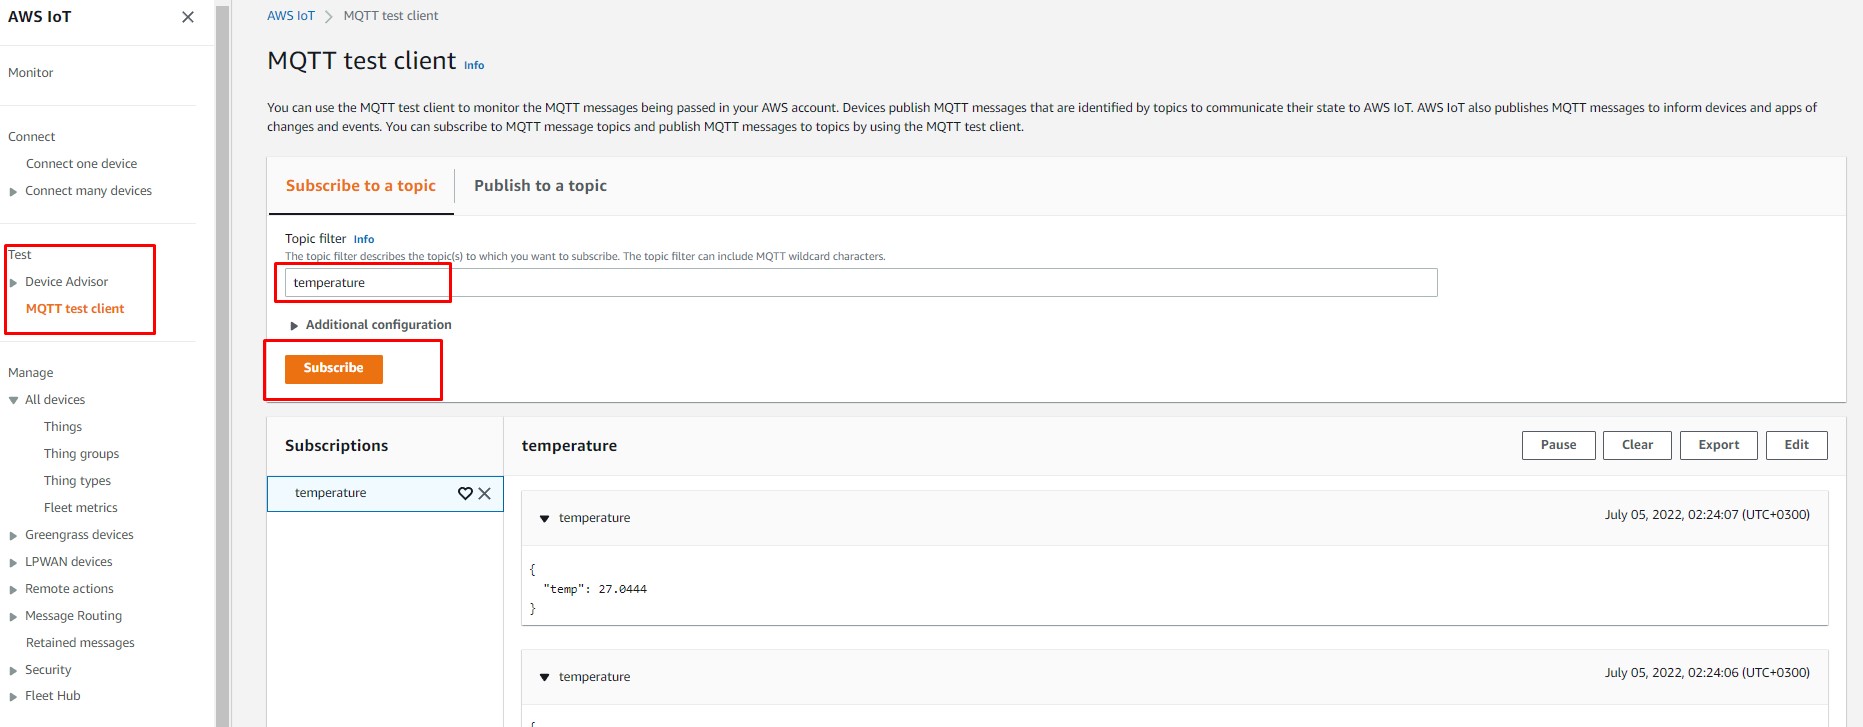 AWS IoT
Monitor
Connect
Connect one device
Connect many devices
Test
Device Advisor
MQTT test client
Manage
All devices
Things
Thing groups
Thing types
Fleet metrics
Greengrass devices
LPWAN devices
Remote actions
Message Routing
Retained messages
Security
Fleet Hub
AWS IoT
MQTT test client
MQTT test client Info
You can use the MQTT test client to monitor the MQTT messages being passed in your AWS account. Devices publish MQTT messages that are identified by topics to communicate their state to AWS IoT. AWS IoT also publishes MQTT messages to inform devices and apps of
changes and events. You can subscribe to MQTT message topics and publish MQTT messages to topics by using the MQTT test client.
Subscribe to a topic
Publish to a topic
Topic filter Info
The topic filter describes the topic(s) to which you want to subscribe. The topic filter can include MQTT wildcard characters.
temperature
Additional configuration
Subscribe
Subscriptions
temperature
temperature
Pause
Clear
Export
Edit
temperature
July 05, 2022, 02:24:07 (UTC+0300)
{
"temp": 27.0444
}
temperature
July 05, 2022, 02:24:06 (UTC+0300)
{